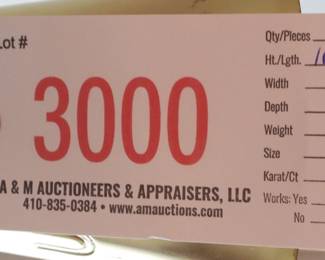 Lot #
3000
A & M AUCTIONEERS & APPRAISERS, LLC
410-835-0384 • www.amauctions.com
Qty/Pieces
Ht./Lgth.
Width
Depth
Weight
Size
Karat/Ct
Works: Yes
No